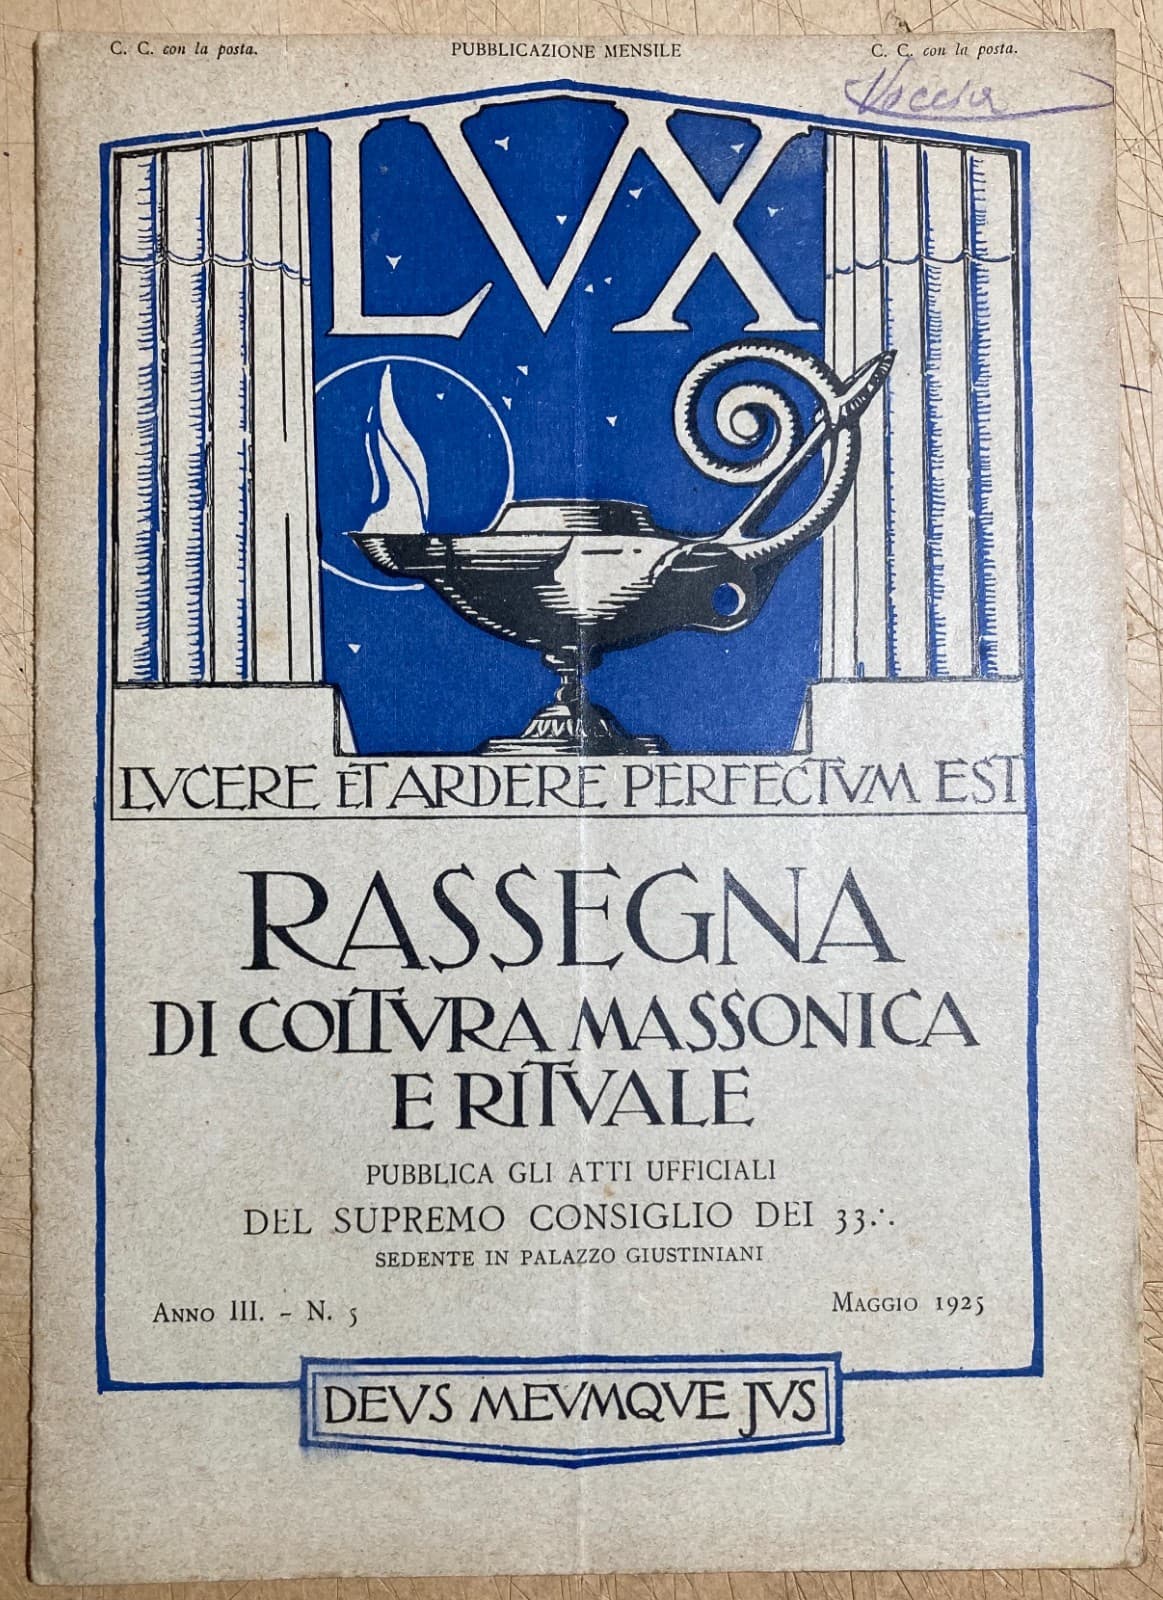 C. C. con la posta. PUBBLICAZIONE MENSILE C. C. con la posta.
LVX
LVCERE ET ARDERE PERFECTVM EST
RASSEGNA
DI COLTVRA MASSONICA
E RITVALE
PUBBLICA GLI ATTI UFFICIALI
DEL SUPREMO CONSIGLIO DEI 33∴
SEDENTE IN PALAZZO GIUSTINIANI
ANNO III. - N. 5 MAGGIO 1925
DEVS MEVMQVE JVS